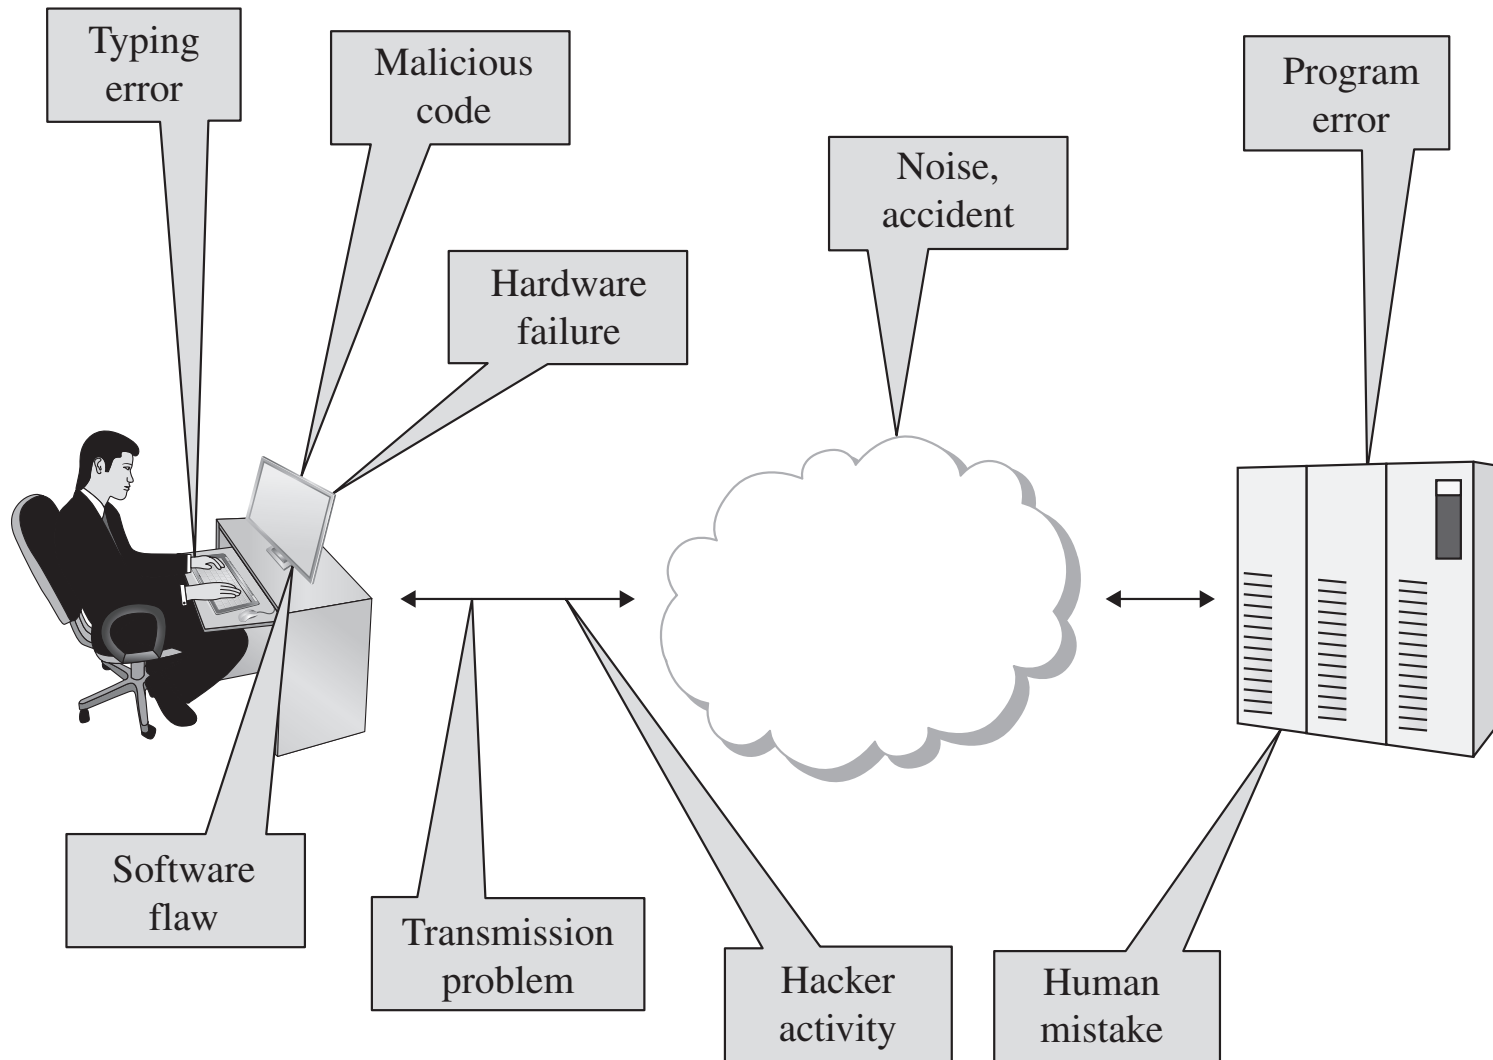 Typing
error
Malicious
code
Program
error
Noise,
accident
Hardware
failure
Software
flaw
Transmission
problem
Hacker
activity
Human
mistake